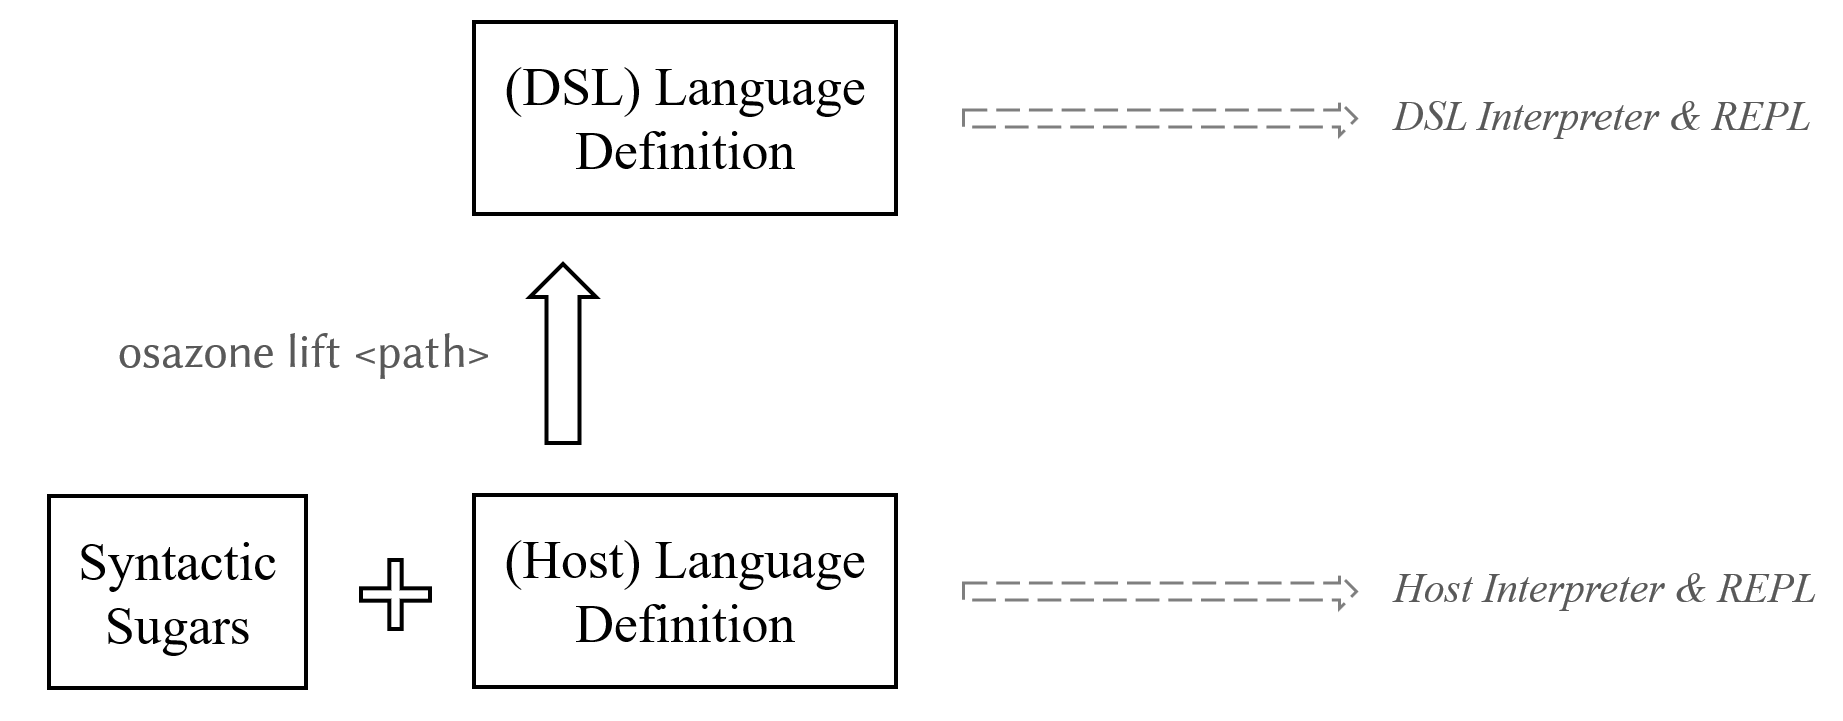 (DSL) Language
Definition
DSL Interpreter & REPL
osazone lift <path>
Syntactic
Sugars
(Host) Language
Definition
Host Interpreter & REPL